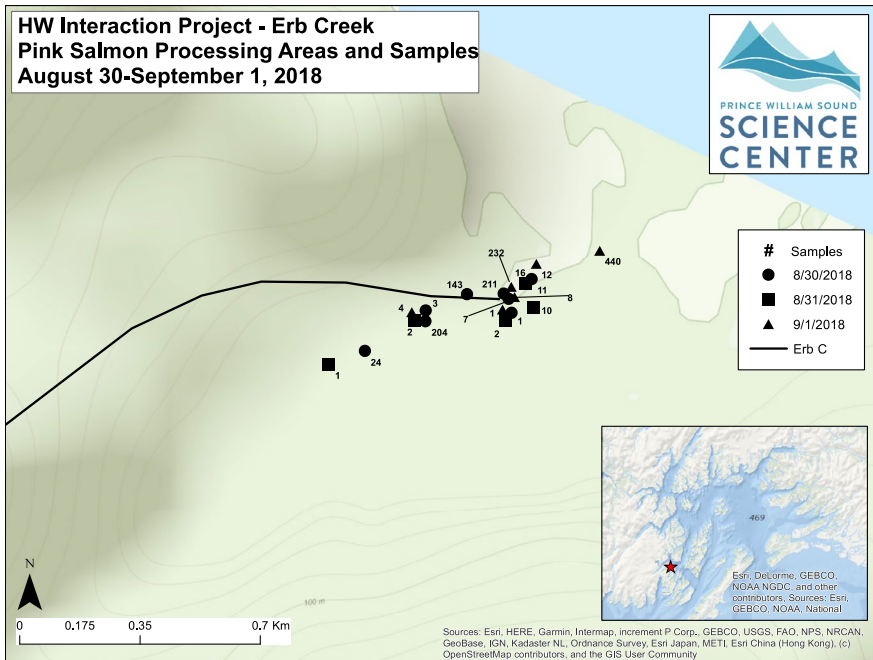 HW Interaction Project - Erb Creek
Pink Salmon Processing Areas and Samples
August 30-September 1, 2018
PRINCE WILLIAM SOUND
SCIENCE
CENTER
# Samples
8/30/2018
8/31/2018
9/1/2018
Erb C
232
440
16
12
143
211
11
8
4
3
7
1
1
10
2
204
2
24
1
N
100 m
0 0.175 0.35 0.7 Km
469
Esri, DeLorme, GEBCO,
NOAA NGDC, and other
contributors, Sources: Esri,
GEBCO, NOAA, National
Sources: Esri, HERE, Garmin, Intermap, increment P Corp., GEBCO, USGS, FAO, NPS, NRCAN,
GeoBase, IGN, Kadaster NL, Ordnance Survey, Esri Japan, METI, Esri China (Hong Kong), (c)
OpenStreetMap contributors, and the GIS User Community